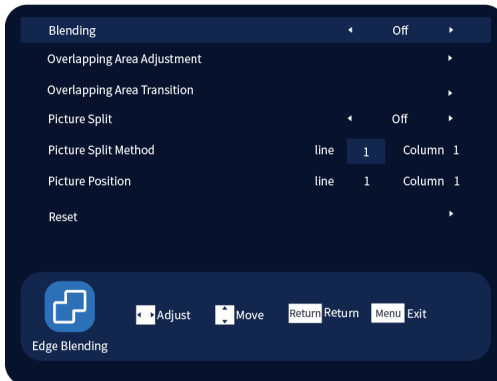 Blending Off
Overlapping Area Adjustment
Overlapping Area Transition
Picture Split Off
Picture Split Method line 1 Column 1
Picture Position line 1 Column 1
Reset
Adjust Move Return Return Menu Exit
Edge Blending